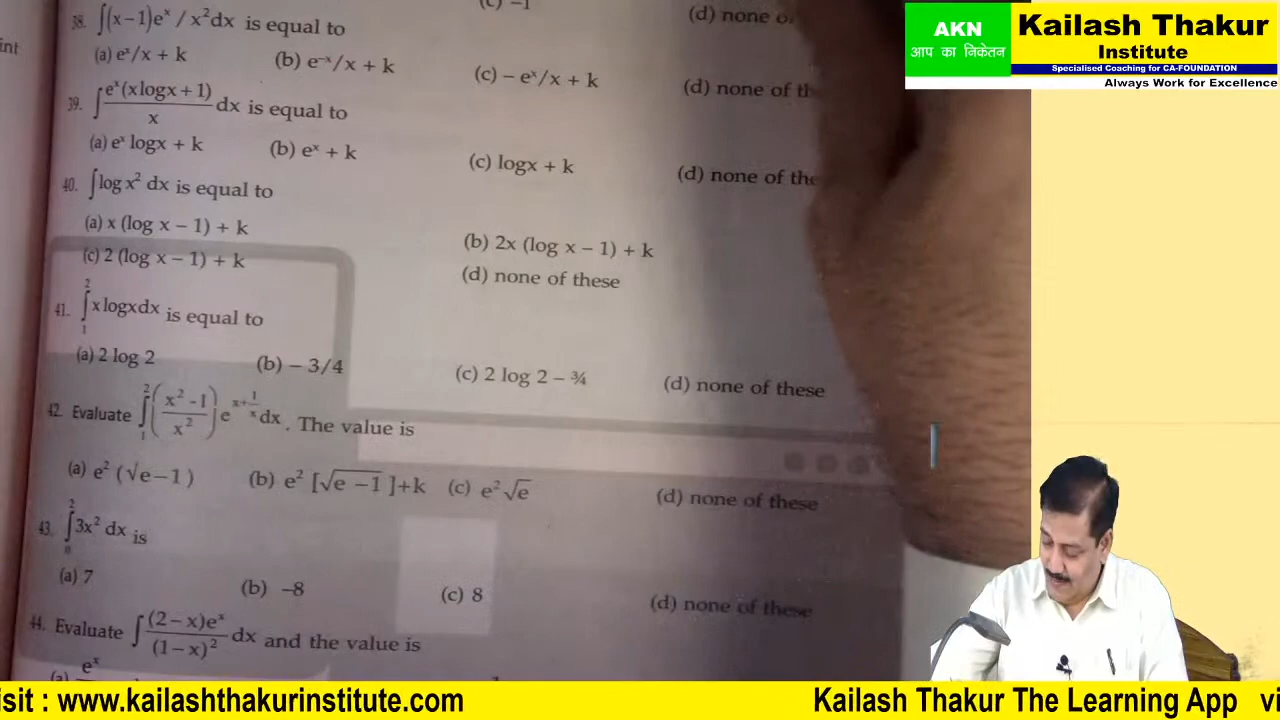 (c) –1
(d) none o
int
38. ∫(x–1)eˣ / x²dx is equal to
(a) eˣ/x + k (b) e⁻ˣ/x + k (c) – eˣ/x + k (d) none of th
39. ∫ eˣ(xlogx+1)/x dx is equal to
(a) eˣ logx + k (b) eˣ + k (c) logx + k (d) none of the
40. ∫log x² dx is equal to
(a) x (log x – 1) + k (b) 2x (log x – 1) + k
(c) 2 (log x – 1) + k (d) none of these
41. ∫₁² x logxdx is equal to
(a) 2 log 2 (b) – 3/4 (c) 2 log 2 – ¾ (d) none of these
42. Evaluate ∫₁² ((x²-1)/x²) e^(x+1/x) dx. The value is
(a) e² (√e–1) (b) e² [√(e –1)]+k (c) e² √e (d) none of these
43. ∫₀² 3x² dx is
(a) 7 (b) –8 (c) 8 (d) none of these
44. Evaluate ∫ (2–x)eˣ/(1–x)² dx and the value is
(a) eˣ
AKN
आप का निकेतन
Kailash Thakur
Institute
Specialised Coaching for CA-FOUNDATION
Always Work for Excellence
isit : www.kailashthakurinstitute.com Kailash Thakur The Learning App vi